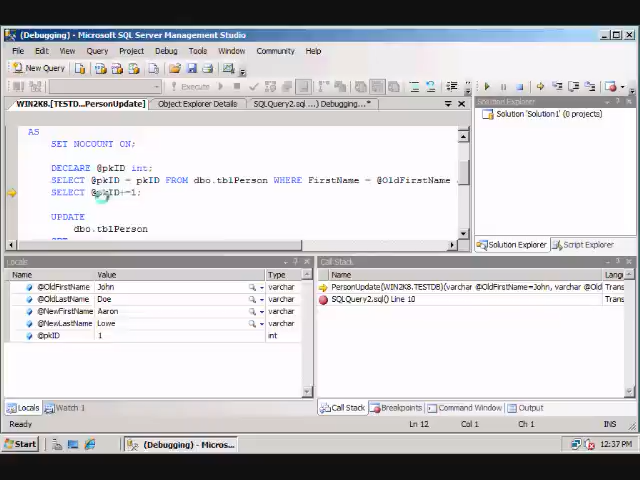 (Debugging) - Microsoft SQL Server Management Studio
File Edit View Query Project Debug Tools Window Community Help
New Query
Execute
WIN2K8.[TESTD...PersonUpdate] Object Explorer Details SQLQuery2.sql ...) Debugging...*
Solution Explorer
Solution 'Solution1' (0 projects)
AS
SET NOCOUNT ON;
DECLARE @pkID int;
SELECT @pkID = pkID FROM dbo.tblPerson WHERE FirstName = @OldFirstName
SELECT @pkID+=1;
UPDATE
dbo.tblPerson
SET
Solution Explorer Script Explorer
Locals
Name Value Type
@OldFirstName John varchar
@OldLastName Doe varchar
@NewFirstName Aaron varchar
@NewLastName Lowe varchar
@pkID 1 int
Locals Watch 1
Call Stack
Name Langu
PersonUpdate(WIN2K8.TESTDB)(varchar @OldFirstName=John, varchar @Old Trans
SQLQuery2.sql() Line 10 Trans
Call Stack Breakpoints Command Window Output
Ready Ln 12 Col 1 Ch 1 INS
Start (Debugging) - Micros... 12:37 PM